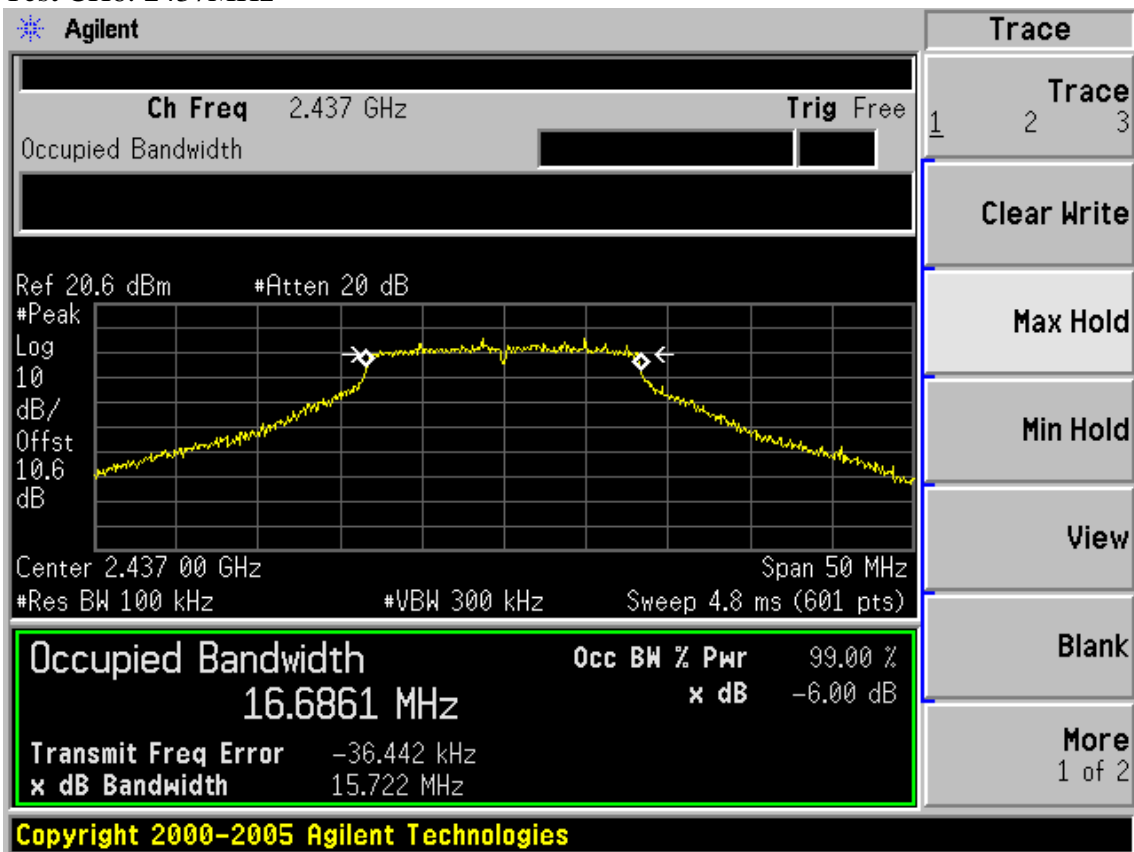 Agilent
Trace
Ch Freq 2.437 GHz Trig Free
Occupied Bandwidth
Trace
1 2 3
Clear Write
Max Hold
Min Hold
View
Blank
More
1 of 2
Ref 20.6 dBm #Atten 20 dB
#Peak
Log
10
dB/
Offst
10.6
dB
Center 2.437 00 GHz Span 50 MHz
#Res BW 100 kHz #VBW 300 kHz Sweep 4.8 ms (601 pts)
Occupied Bandwidth
16.6861 MHz
Occ BW % Pwr 99.00 %
x dB -6.00 dB
Transmit Freq Error -36.442 kHz
x dB Bandwidth 15.722 MHz
Copyright 2000-2005 Agilent Technologies